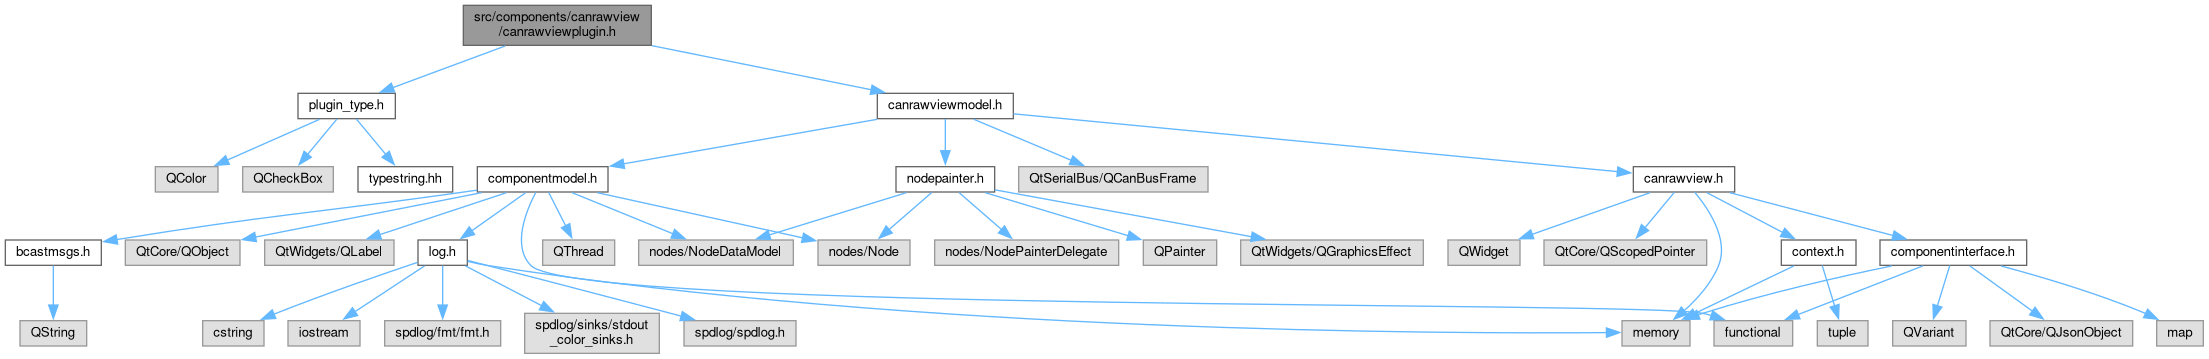 src/components/canrawview
/canrawviewplugin.h
plugin_type.h
canrawviewmodel.h
QColor
QCheckBox
typestring.hh
componentmodel.h
nodepainter.h
QtSerialBus/QCanBusFrame
canrawview.h
bcastmsgs.h
QtCore/QObject
QtWidgets/QLabel
log.h
QThread
nodes/NodeDataModel
nodes/Node
nodes/NodePainterDelegate
QPainter
QtWidgets/QGraphicsEffect
QWidget
QtCore/QScopedPointer
context.h
componentinterface.h
QString
cstring
iostream
spdlog/fmt/fmt.h
spdlog/sinks/stdout
_color_sinks.h
spdlog/spdlog.h
memory
functional
tuple
QVariant
QtCore/QJsonObject
map